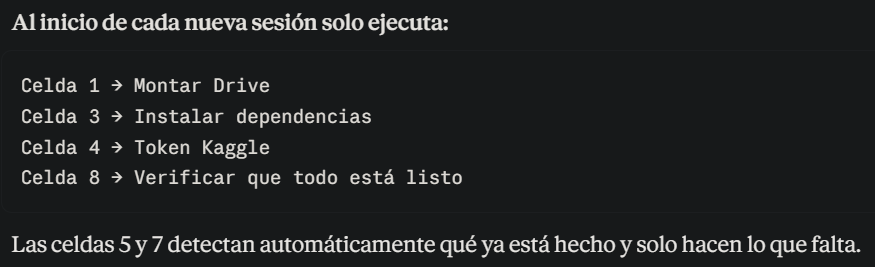 Al inicio de cada nueva sesión solo ejecuta:
Celda 1 → Montar Drive
Celda 3 → Instalar dependencias
Celda 4 → Token Kaggle
Celda 8 → Verificar que todo está listo
Las celdas 5 y 7 detectan automáticamente qué ya está hecho y solo hacen lo que falta.